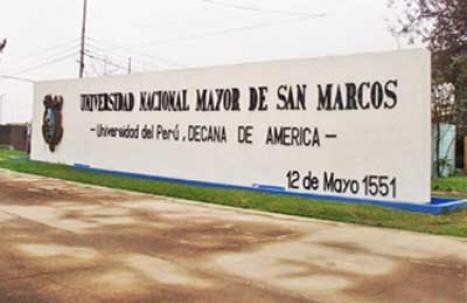 UNIVERSIDAD NACIONAL MAYOR DE SAN MARCOS
- Universidad del Perú, DECANA DE AMERICA -
12 de Mayo 1551